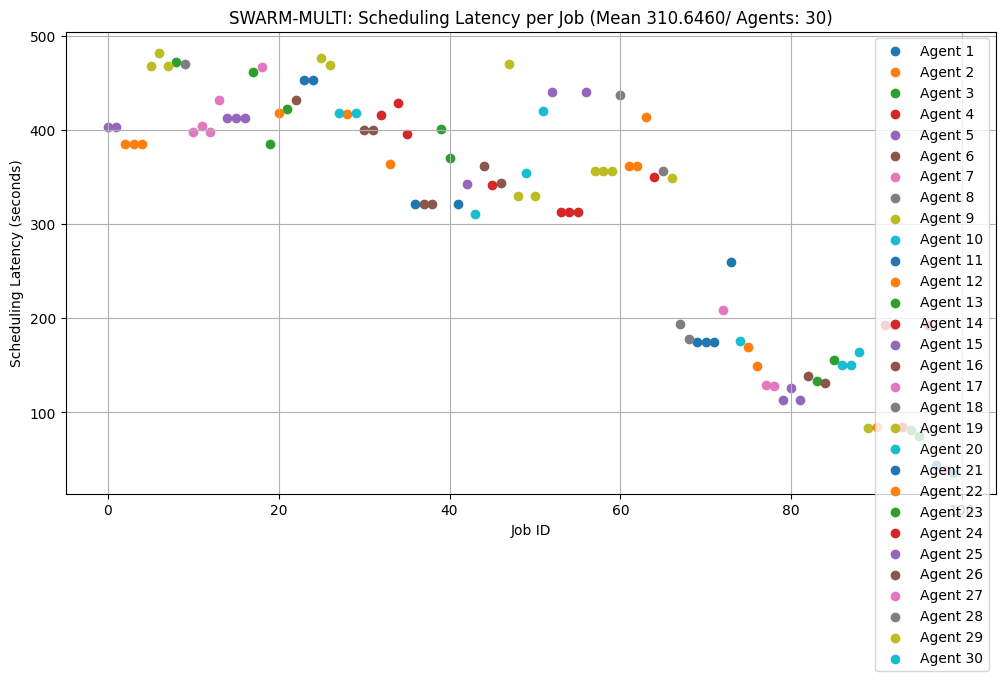 SWARM-MULTI: Scheduling Latency per Job (Mean 310.6460/ Agents: 30)
Scheduling Latency (seconds)
500
400
300
200
100
0
20
40
60
80
100
Job ID
Agent 1
Agent 2
Agent 3
Agent 4
Agent 5
Agent 6
Agent 7
Agent 8
Agent 9
Agent 10
Agent 11
Agent 12
Agent 13
Agent 14
Agent 15
Agent 16
Agent 17
Agent 18
Agent 19
Agent 20
Agent 21
Agent 22
Agent 23
Agent 24
Agent 25
Agent 26
Agent 27
Agent 28
Agent 29
Agent 30